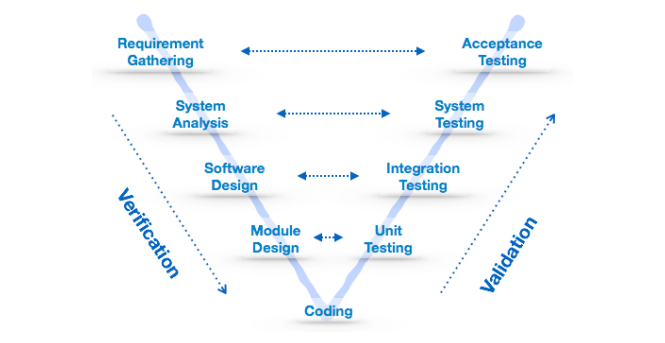 Requirement
Gathering
Acceptance
Testing
System
Analysis
System
Testing
Software
Design
Integration
Testing
Verification
Validation
Module
Design
Unit
Testing
Coding